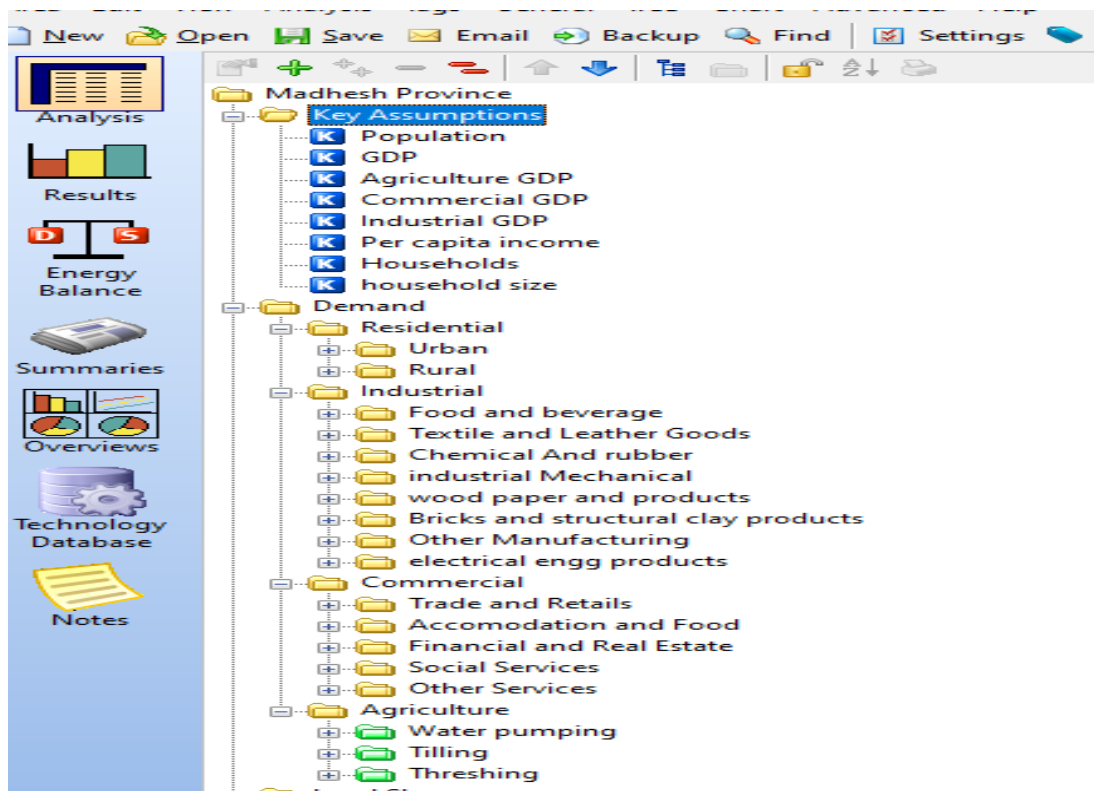 New Open Save Email Backup Find Settings
Analysis
Results
D S
Energy
Balance
Summaries
Overviews
Technology
Database
Notes
Madhesh Province
Key Assumptions
K Population
K GDP
K Agriculture GDP
K Commercial GDP
K Industrial GDP
K Per capita income
K Households
K household size
Demand
Residential
Urban
Rural
Industrial
Food and beverage
Textile and Leather Goods
Chemical And rubber
industrial Mechanical
wood paper and products
Bricks and structural clay products
Other Manufacturing
electrical engg products
Commercial
Trade and Retails
Accomodation and Food
Financial and Real Estate
Social Services
Other Services
Agriculture
Water pumping
Tilling
Threshing